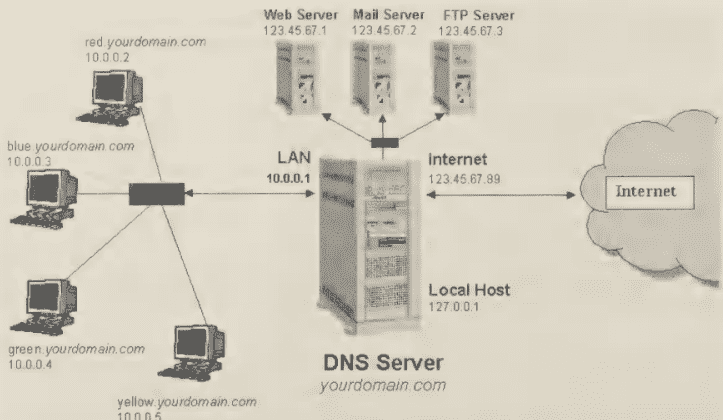 Web Server
123.45.67.1
Mail Server
123.45.67.2
FTP Server
123.45.67.3
red.yourdomain.com
10.0.0.2
blue.yourdomain.com
10.0.0.3
LAN
10.0.0.1
Internet
123.45.67.89
Internet
Local Host
127.0.0.1
green.yourdomain.com
10.0.0.4
DNS Server
yourdomain.com
yellow.yourdomain.com
10.0.0.5